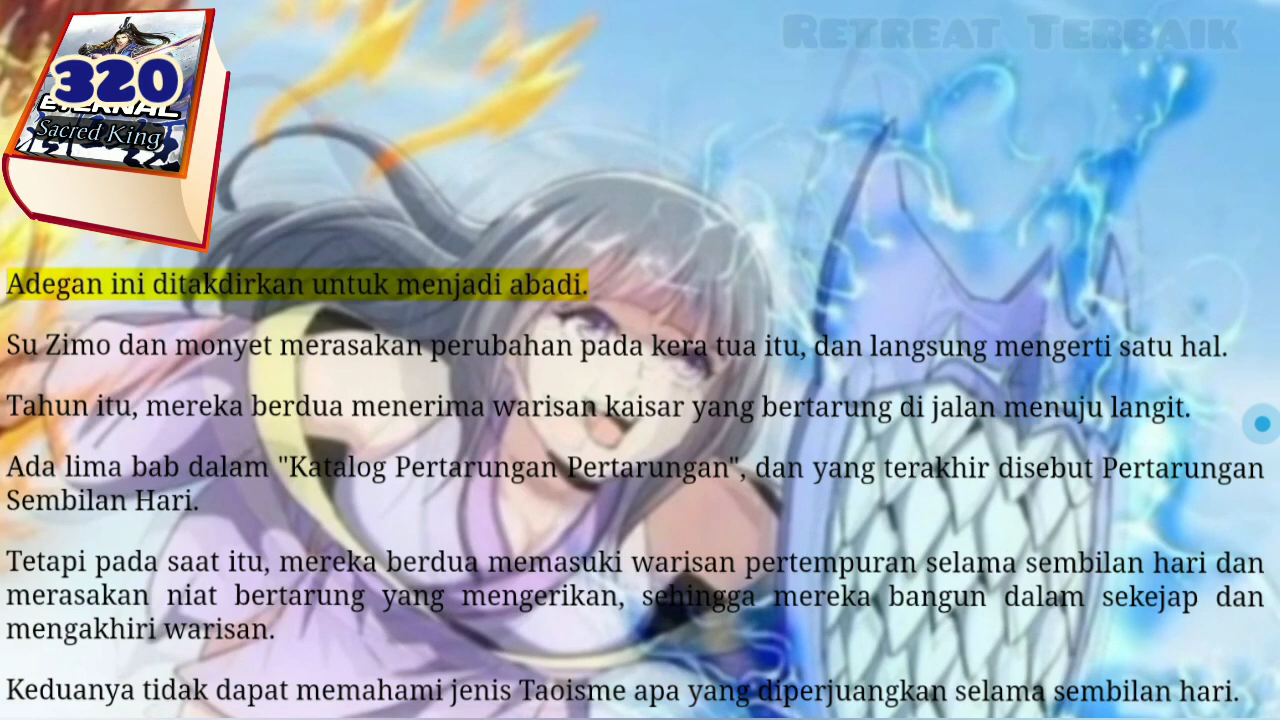 RETREAT TERBAIK
320
ETERNAL
Sacred King
Adegan ini ditakdirkan untuk menjadi abadi.
Su Zimo dan monyet merasakan perubahan pada kera tua itu, dan langsung mengerti satu hal.
Tahun itu, mereka berdua menerima warisan kaisar yang bertarung di jalan menuju langit.
Ada lima bab dalam "Katalog Pertarungan Pertarungan", dan yang terakhir disebut Pertarungan
Sembilan Hari.
Tetapi pada saat itu, mereka berdua memasuki warisan pertempuran selama sembilan hari dan
merasakan niat bertarung yang mengerikan, sehingga mereka bangun dalam sekejap dan
mengakhiri warisan.
Keduanya tidak dapat memahami jenis Taoisme apa yang diperjuangkan selama sembilan hari.